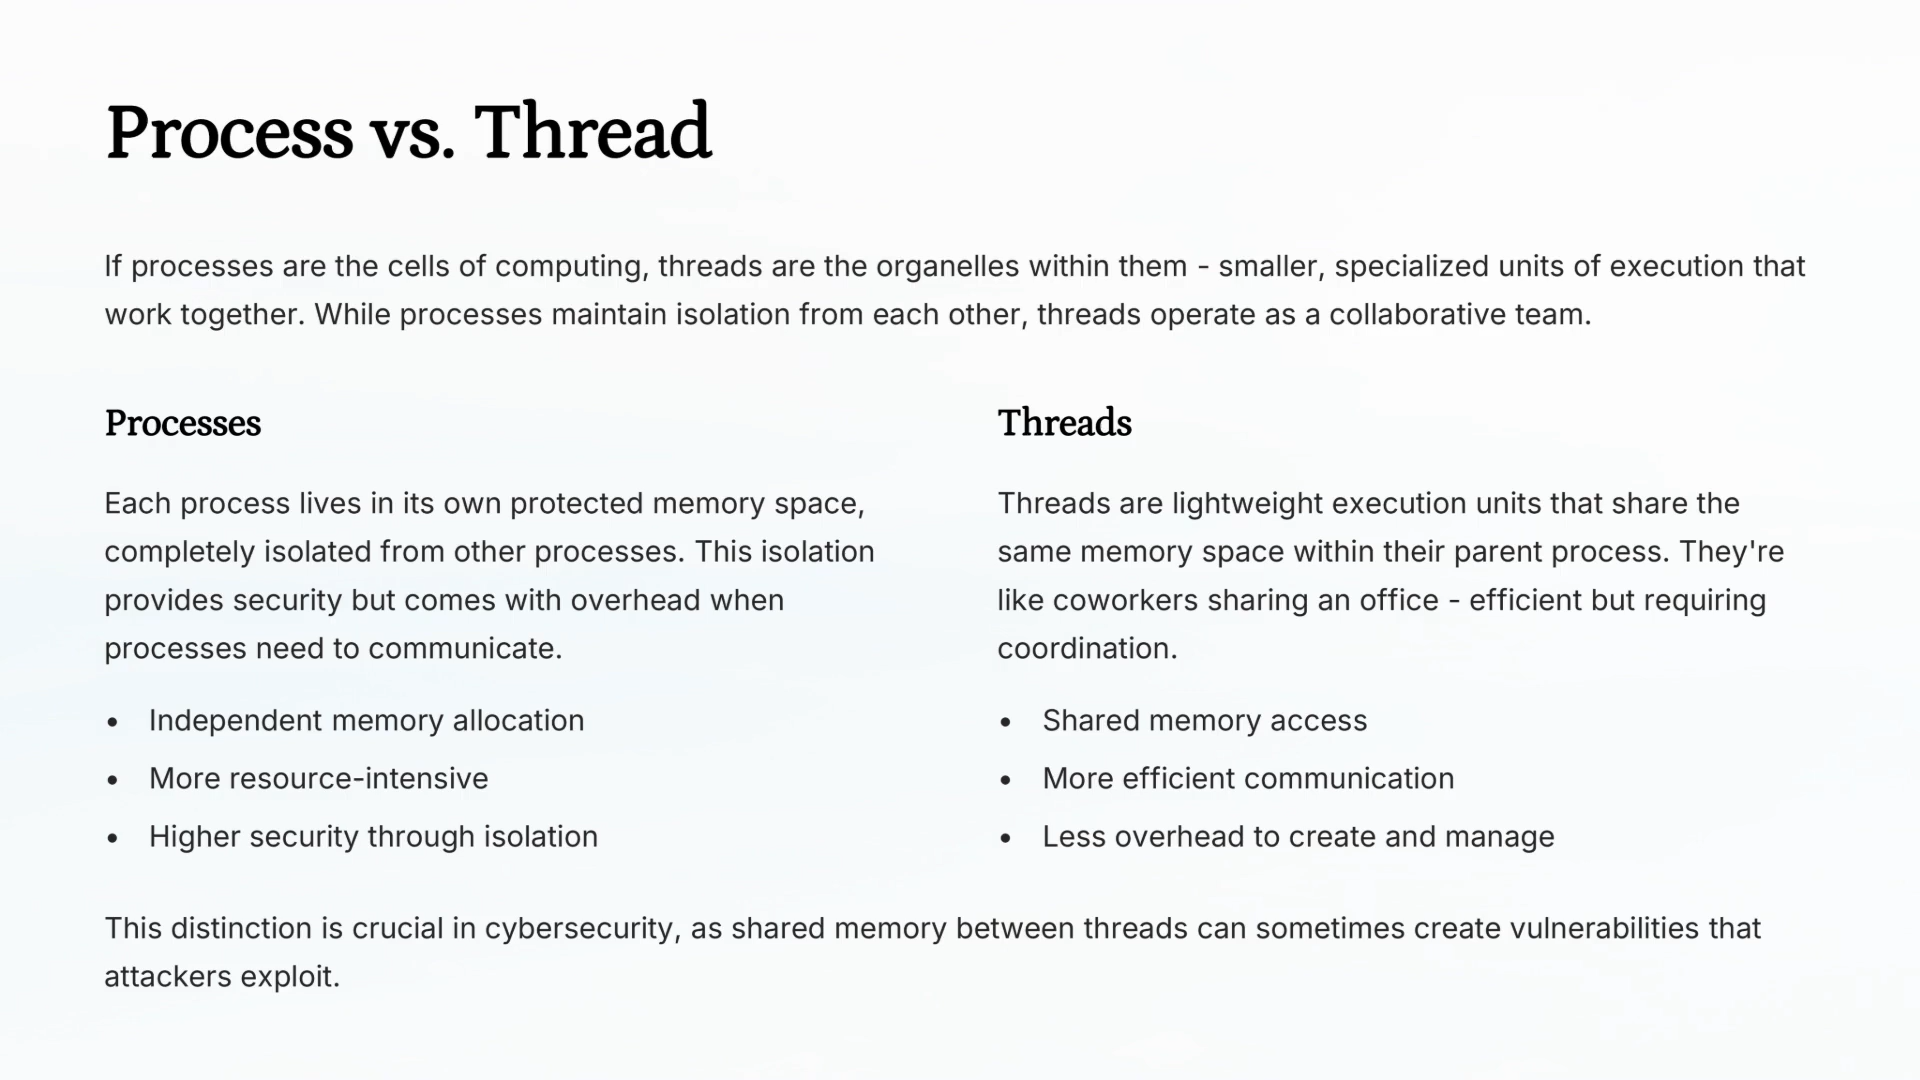 Process vs. Thread
If processes are the cells of computing, threads are the organelles within them - smaller, specialized units of execution that
work together. While processes maintain isolation from each other, threads operate as a collaborative team.
Processes
Each process lives in its own protected memory space,
completely isolated from other processes. This isolation
provides security but comes with overhead when
processes need to communicate.
• Independent memory allocation
• More resource-intensive
• Higher security through isolation
Threads
Threads are lightweight execution units that share the
same memory space within their parent process. They're
like coworkers sharing an office - efficient but requiring
coordination.
• Shared memory access
• More efficient communication
• Less overhead to create and manage
This distinction is crucial in cybersecurity, as shared memory between threads can sometimes create vulnerabilities that
attackers exploit.